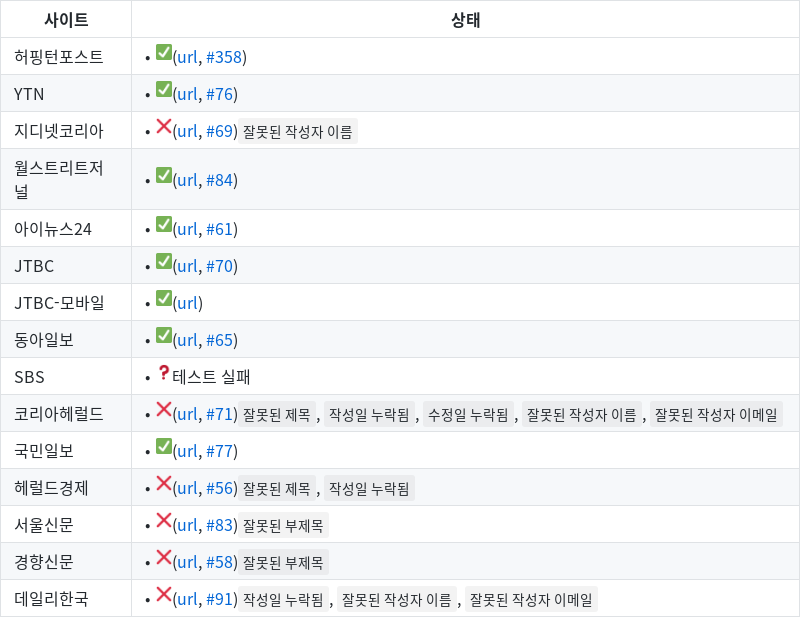 사이트 상태
허핑턴포스트 • ✅(url, #358)
YTN • ✅(url, #76)
지디넷코리아 • ❌(url, #69) 잘못된 작성자 이름
월스트리트저
널 • ✅(url, #84)
아이뉴스24 • ✅(url, #61)
JTBC • ✅(url, #70)
JTBC-모바일 • ✅(url)
동아일보 • ✅(url, #65)
SBS • ❓테스트 실패
코리아헤럴드 • ❌(url, #71) 잘못된 제목 , 작성일 누락됨 , 수정일 누락됨 , 잘못된 작성자 이름 , 잘못된 작성자 이메일
국민일보 • ✅(url, #77)
헤럴드경제 • ❌(url, #56) 잘못된 제목 , 작성일 누락됨
서울신문 • ❌(url, #83) 잘못된 부제목
경향신문 • ❌(url, #58) 잘못된 부제목
데일리한국 • ❌(url, #91) 작성일 누락됨 , 잘못된 작성자 이름 , 잘못된 작성자 이메일